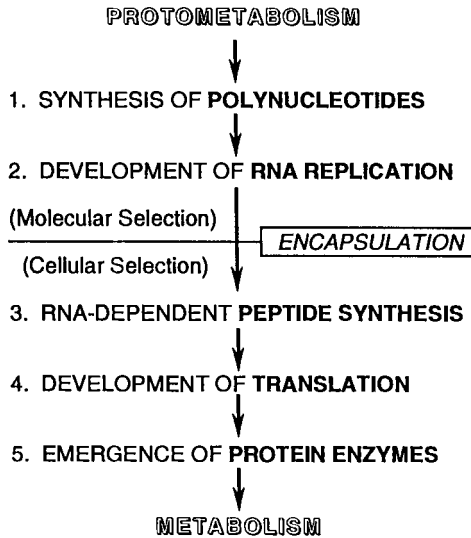 PROTOMETABOLISM
1. SYNTHESIS OF POLYNUCLEOTIDES
2. DEVELOPMENT OF RNA REPLICATION
(Molecular Selection)
ENCAPSULATION
(Cellular Selection)
3. RNA-DEPENDENT PEPTIDE SYNTHESIS
4. DEVELOPMENT OF TRANSLATION
5. EMERGENCE OF PROTEIN ENZYMES
METABOLISM